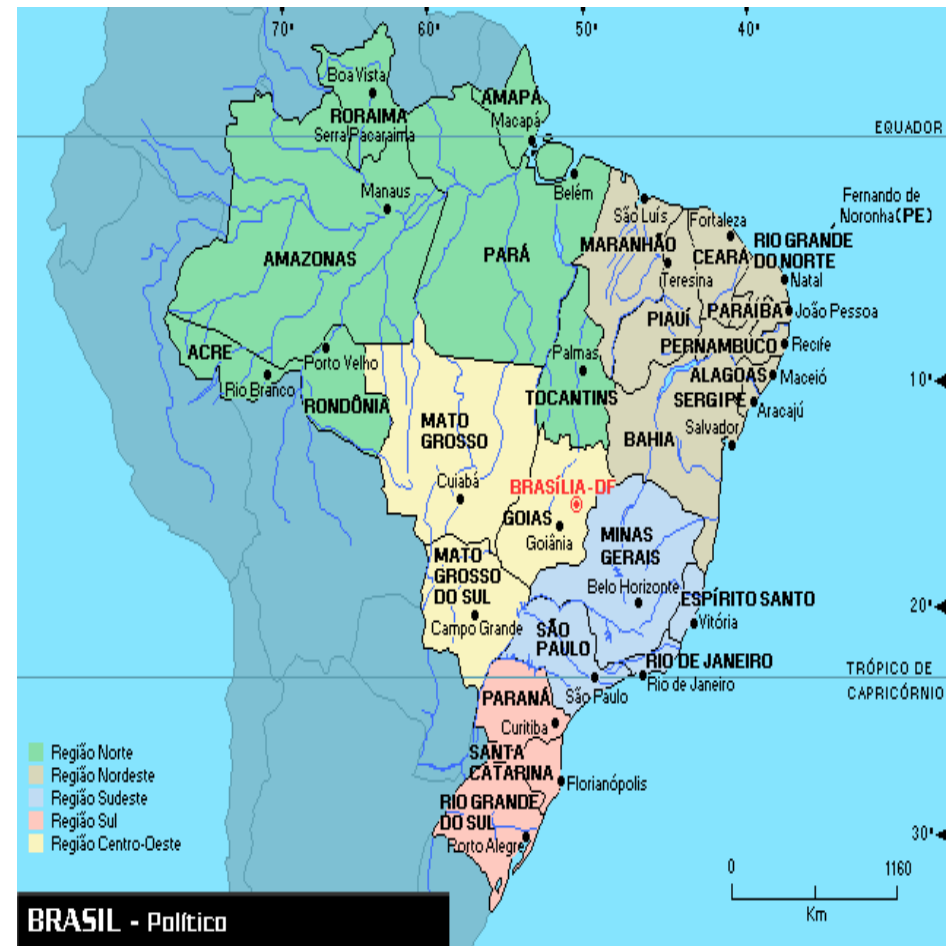 70°
60°
50°
40°
Boa Vista
RORAIMA
Serra Pacaraima
AMAPÁ
Macapá
EQUADOR
Manaus
Belém
São Luís
Fortaleza
Fernando de
Noronha(PE)
AMAZONAS
PARÁ
MARANHÃO
CEARÁ
RIO GRANDE
DO NORTE
Teresina
Natal
PIAUÍ
PARAÍBA
João Pessoa
ACRE
Porto Velho
Palmas
PERNAMBUCO
Recife
Rio Branco
RONDÔNIA
TOCANTINS
ALAGOAS
Maceió
10°
SERGIPE
Aracajú
MATO
GROSSO
BAHIA
Salvador
Cuiabá
BRASÍLIA-DF
GOIAS
Goiânia
MINAS
GERAIS
MATO
GROSSO
DO SUL
Belo Horizonte
ESPÍRITO SANTO
20°
Campo Grande
SÃO
PAULO
Vitória
RIO DE JANEIRO
TRÓPICO DE
CAPRICÓRNIO
São Paulo
Rio de Janeiro
PARANÁ
Curitiba
SANTA
CATARINA
Florianópolis
RIO GRANDE
DO SUL
Porto Alegre
30°
Região Norte
Região Nordeste
Região Sudeste
Região Sul
Região Centro-Oeste
0
1160
Km
BRASIL - Político